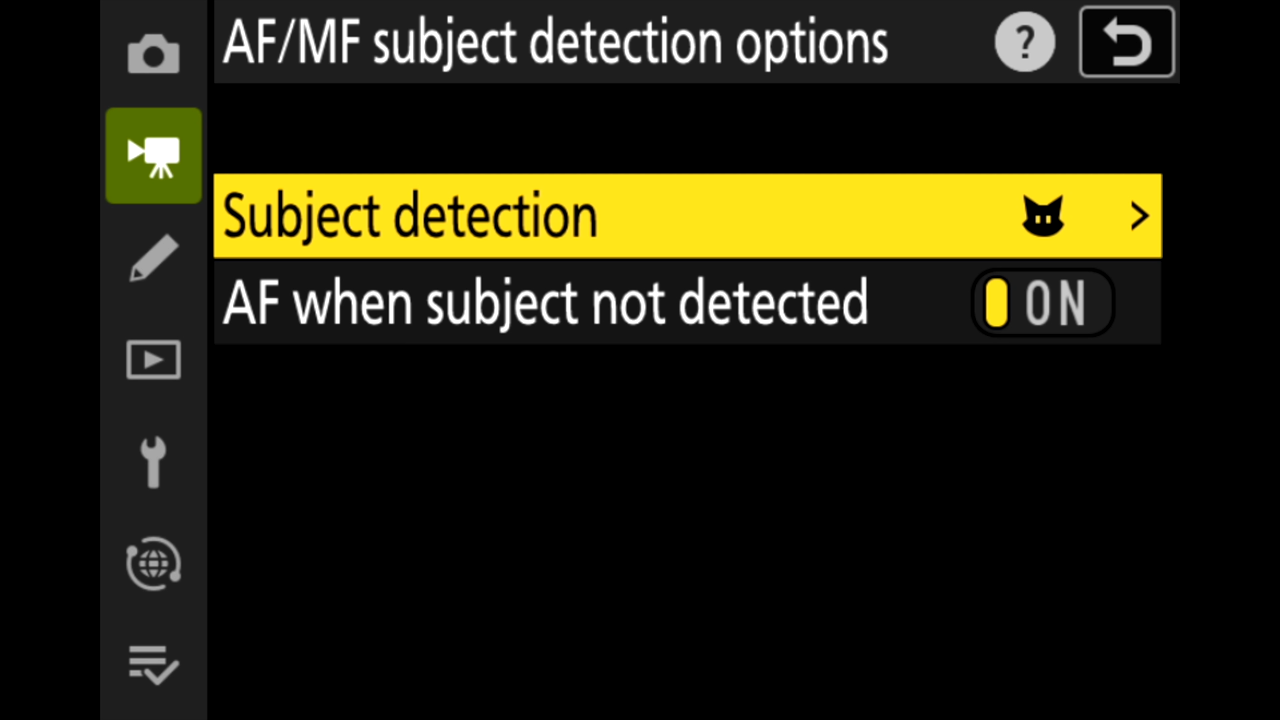 AF/MF subject detection options ?
Subject detection >
AF when subject not detected ON